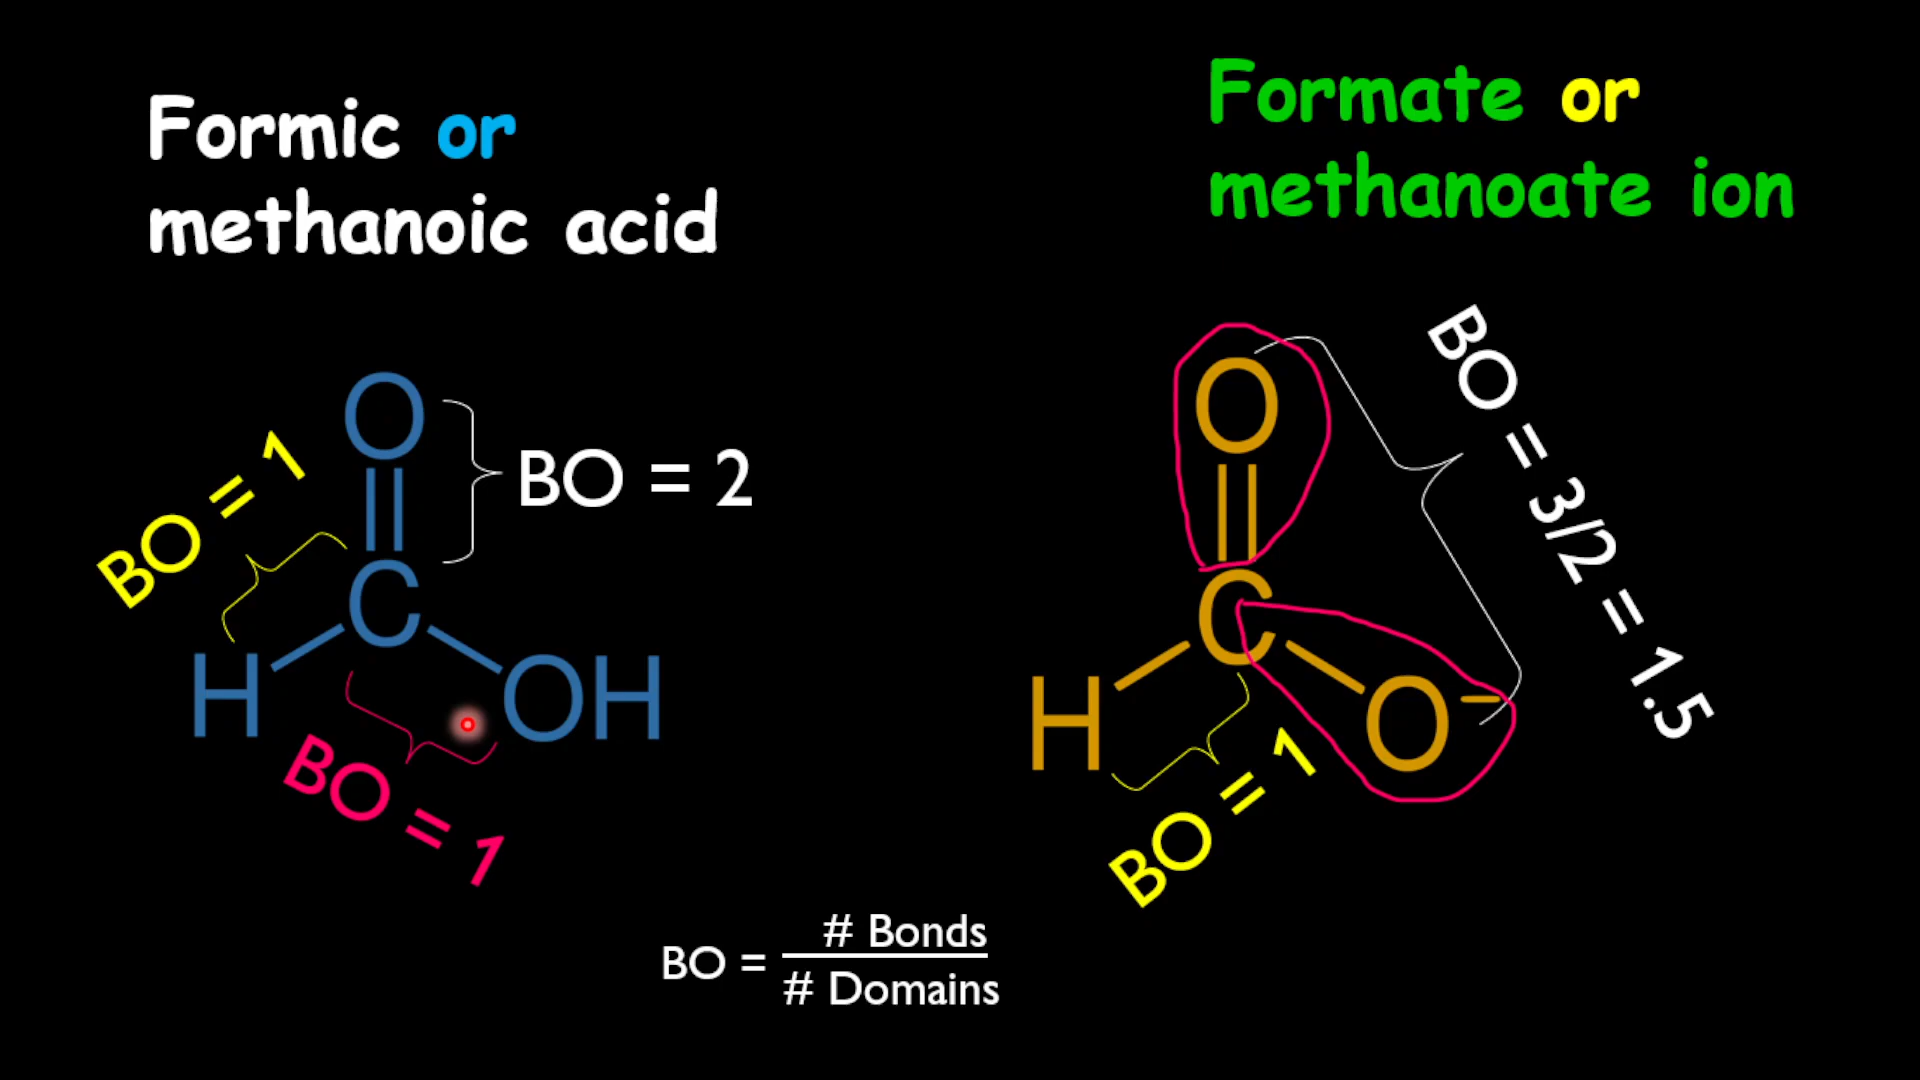 Formic or
methanoic acid
Formate or
methanoate ion
O
BO = 2
BO = 1
C
H
OH
BO = 1
O
BO = 3/2 = 1.5
C
H
O⁻
BO = 1
BO = # Bonds
# Domains